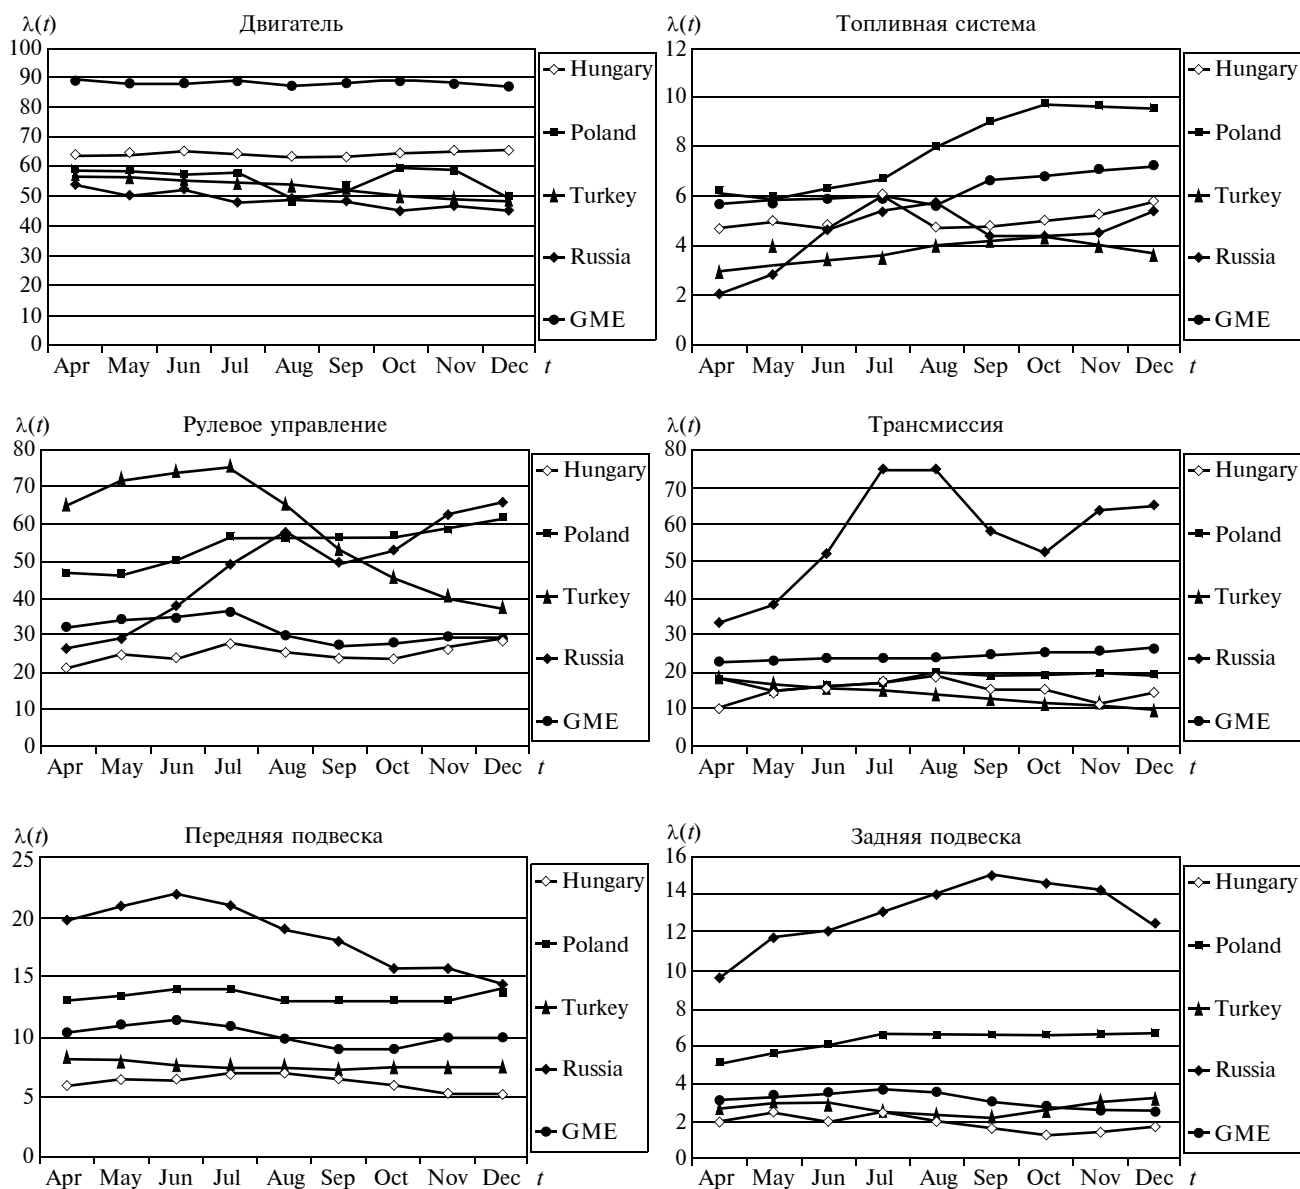 λ(t) Двигатель
100
90
80
70
60
50
40
30
20
10
0
Apr May Jun Jul Aug Sep Oct Nov Dec t
Hungary
Poland
Turkey
Russia
GME
λ(t) Топливная система
12
10
8
6
4
2
0
Apr May Jun Jul Aug Sep Oct Nov Dec t
Hungary
Poland
Turkey
Russia
GME
λ(t) Рулевое управление
80
70
60
50
40
30
20
10
0
Apr May Jun Jul Aug Sep Oct Nov Dec t
Hungary
Poland
Turkey
Russia
GME
λ(t) Трансмиссия
80
70
60
50
40
30
20
10
0
Apr May Jun Jul Aug Sep Oct Nov Dec t
Hungary
Poland
Turkey
Russia
GME
λ(t) Передняя подвеска
25
20
15
10
5
0
Apr May Jun Jul Aug Sep Oct Nov Dec t
Hungary
Poland
Turkey
Russia
GME
λ(t) Задняя подвеска
16
14
12
10
8
6
4
2
0
Apr May Jun Jul Aug Sep Oct Nov Dec t
Hungary
Poland
Turkey
Russia
GME